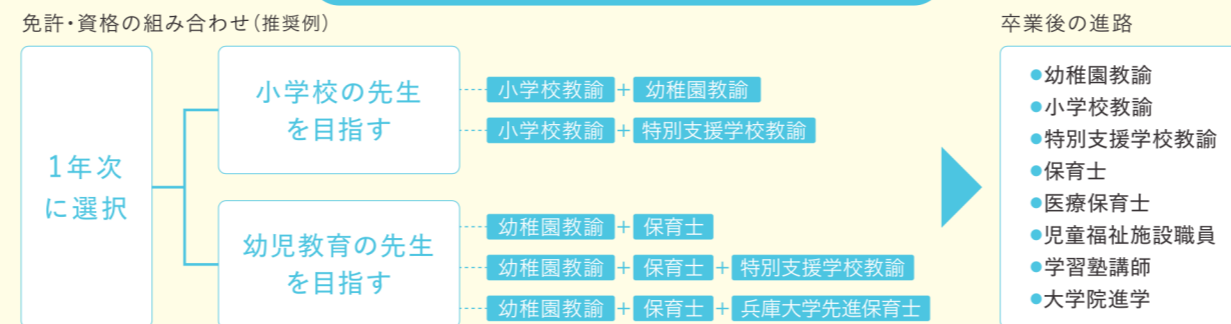 免許・資格の組み合わせ(推奨例)
1年次
に選択
小学校の先生
を目指す
小学校教諭 + 幼稚園教諭
小学校教諭 + 特別支援学校教諭
幼児教育の先生
を目指す
幼稚園教諭 + 保育士
幼稚園教諭 + 保育士 + 特別支援学校教諭
幼稚園教諭 + 保育士 + 兵庫大学先進保育士
卒業後の進路
●幼稚園教諭
●小学校教諭
●特別支援学校教諭
●保育士
●医療保育士
●児童福祉施設職員
●学習塾講師
●大学院進学